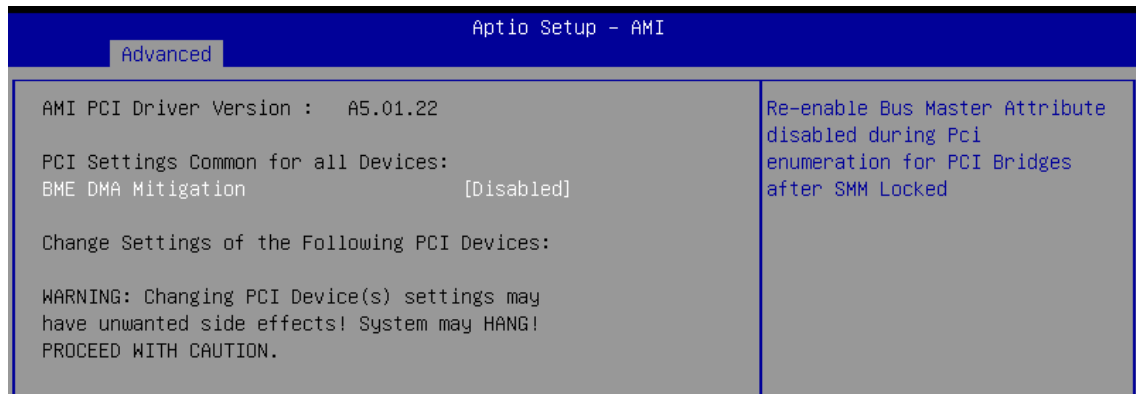 Aptio Setup – AMI
Advanced
AMI PCI Driver Version :   A5.01.22
PCI Settings Common for all Devices:
BME DMA Mitigation   [Disabled]
Change Settings of the Following PCI Devices:
WARNING: Changing PCI Device(s) settings may
have unwanted side effects! System may HANG!
PROCEED WITH CAUTION.
Re-enable Bus Master Attribute
disabled during Pci
enumeration for PCI Bridges
after SMM Locked